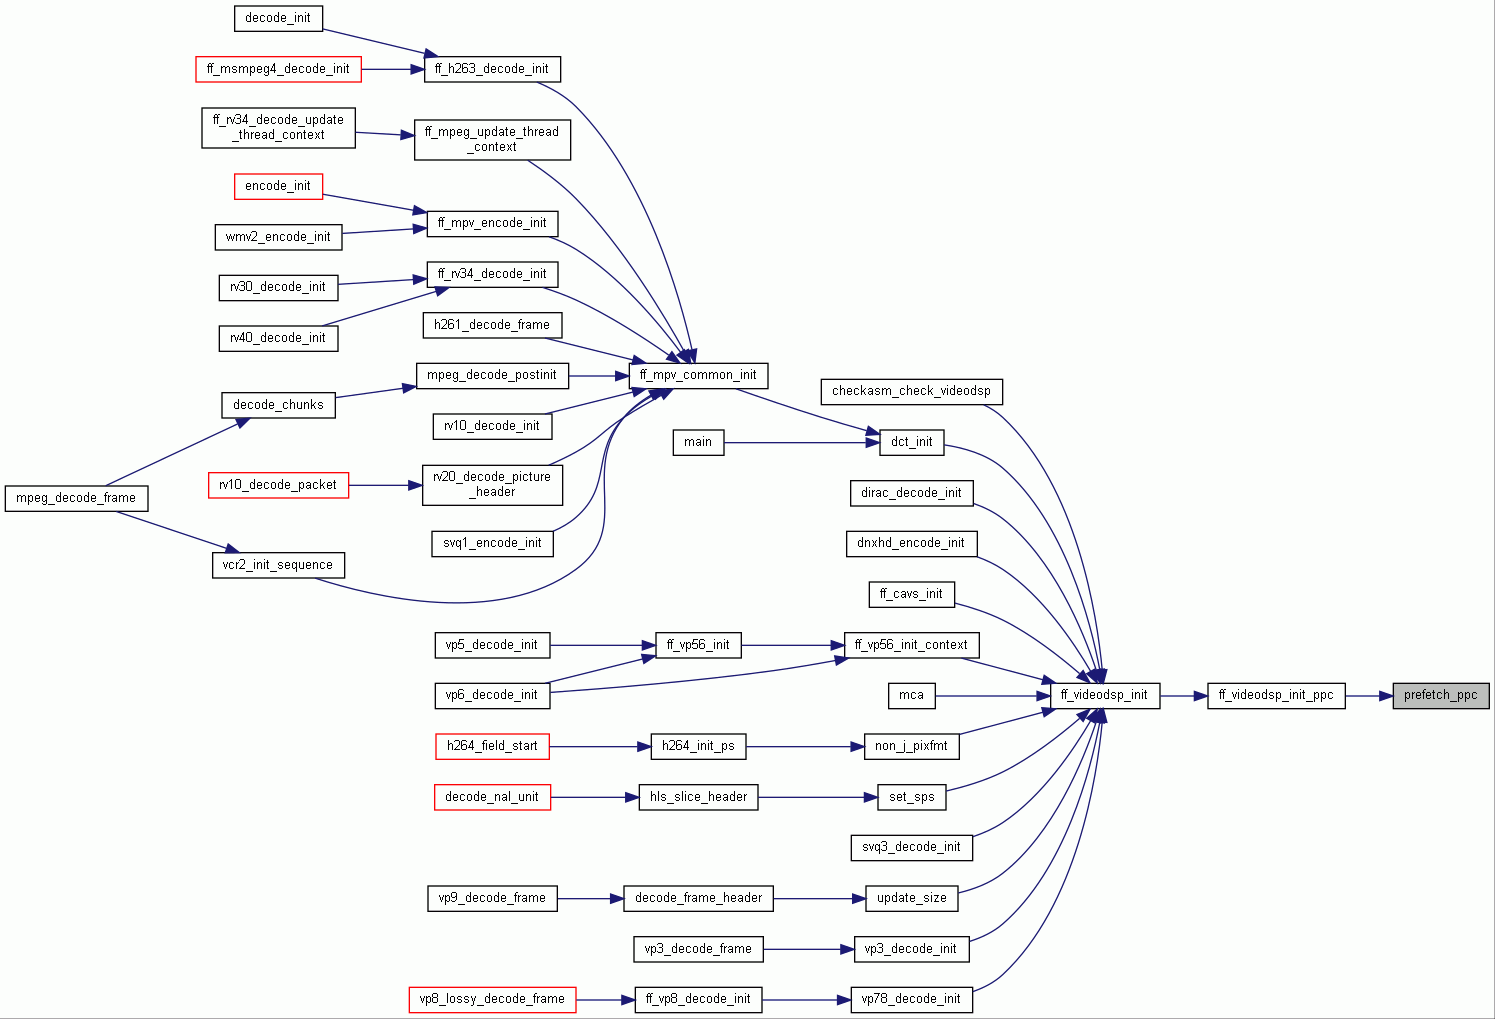 decode_init
ff_msmpeg4_decode_init
ff_h263_decode_init
ff_rv34_decode_update
_thread_context
ff_mpeg_update_thread
_context
encode_init
ff_mpv_encode_init
wmv2_encode_init
ff_rv34_decode_init
rv30_decode_init
h261_decode_frame
rv40_decode_init
mpeg_decode_postinit
ff_mpv_common_init
checkasm_check_videodsp
decode_chunks
rv10_decode_init
main
dct_init
rv10_decode_packet
rv20_decode_picture
_header
dirac_decode_init
mpeg_decode_frame
svq1_encode_init
dnxhd_encode_init
vcr2_init_sequence
ff_cavs_init
vp5_decode_init
ff_vp56_init
ff_vp56_init_context
vp6_decode_init
mca
ff_videodsp_init
ff_videodsp_init_ppc
prefetch_ppc
h264_field_start
h264_init_ps
non_j_pixfmt
decode_nal_unit
hls_slice_header
set_sps
svq3_decode_init
vp9_decode_frame
decode_frame_header
update_size
vp3_decode_frame
vp3_decode_init
vp8_lossy_decode_frame
ff_vp8_decode_init
vp78_decode_init